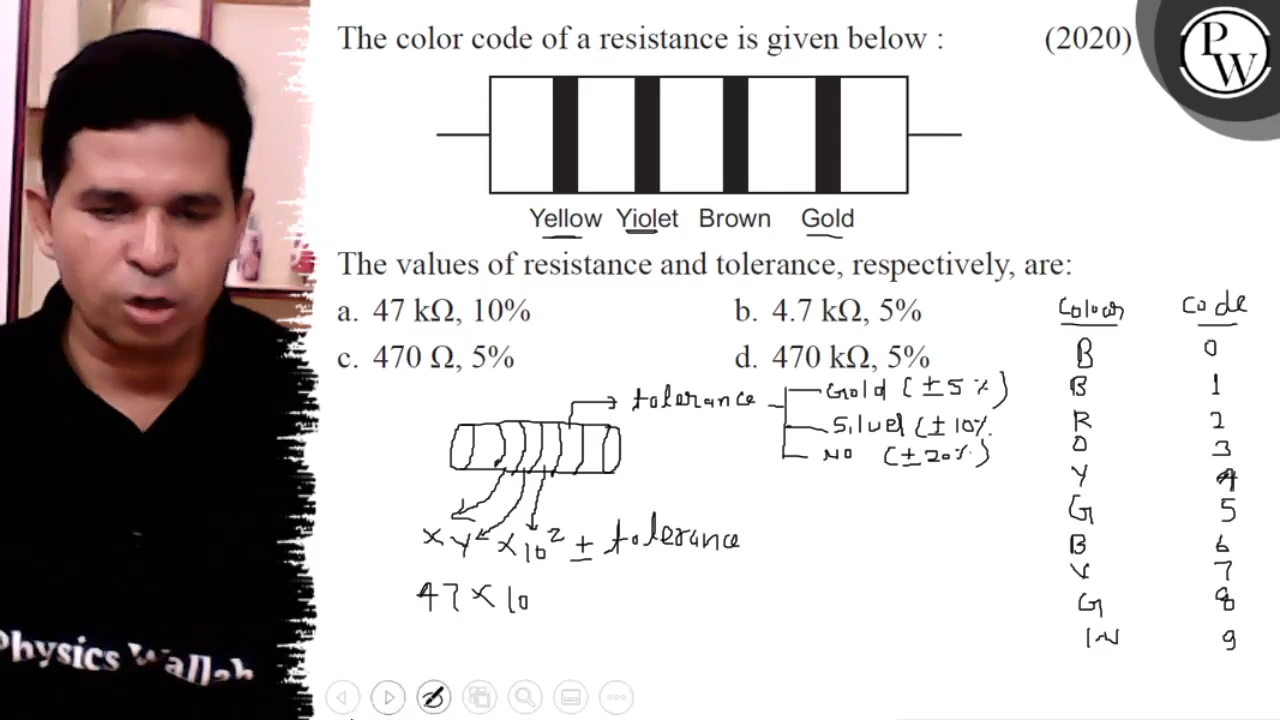 The color code of a resistance is given below : (2020)
PW
Yellow Yiolet Brown Gold
The values of resistance and tolerance, respectively, are:
a. 47 kΩ, 10% b. 4.7 kΩ, 5%
c. 470 Ω, 5% d. 470 kΩ, 5%
Colour Code
B 0
B 1
R 2
O 3
Y 4
G 5
B 6
V 7
G 8
W 9
tolerance
Gold (±5%)
Silver (±10%
No (±20%)
XY × 10^z ± tolerance
47 × 10
Physics Wallah